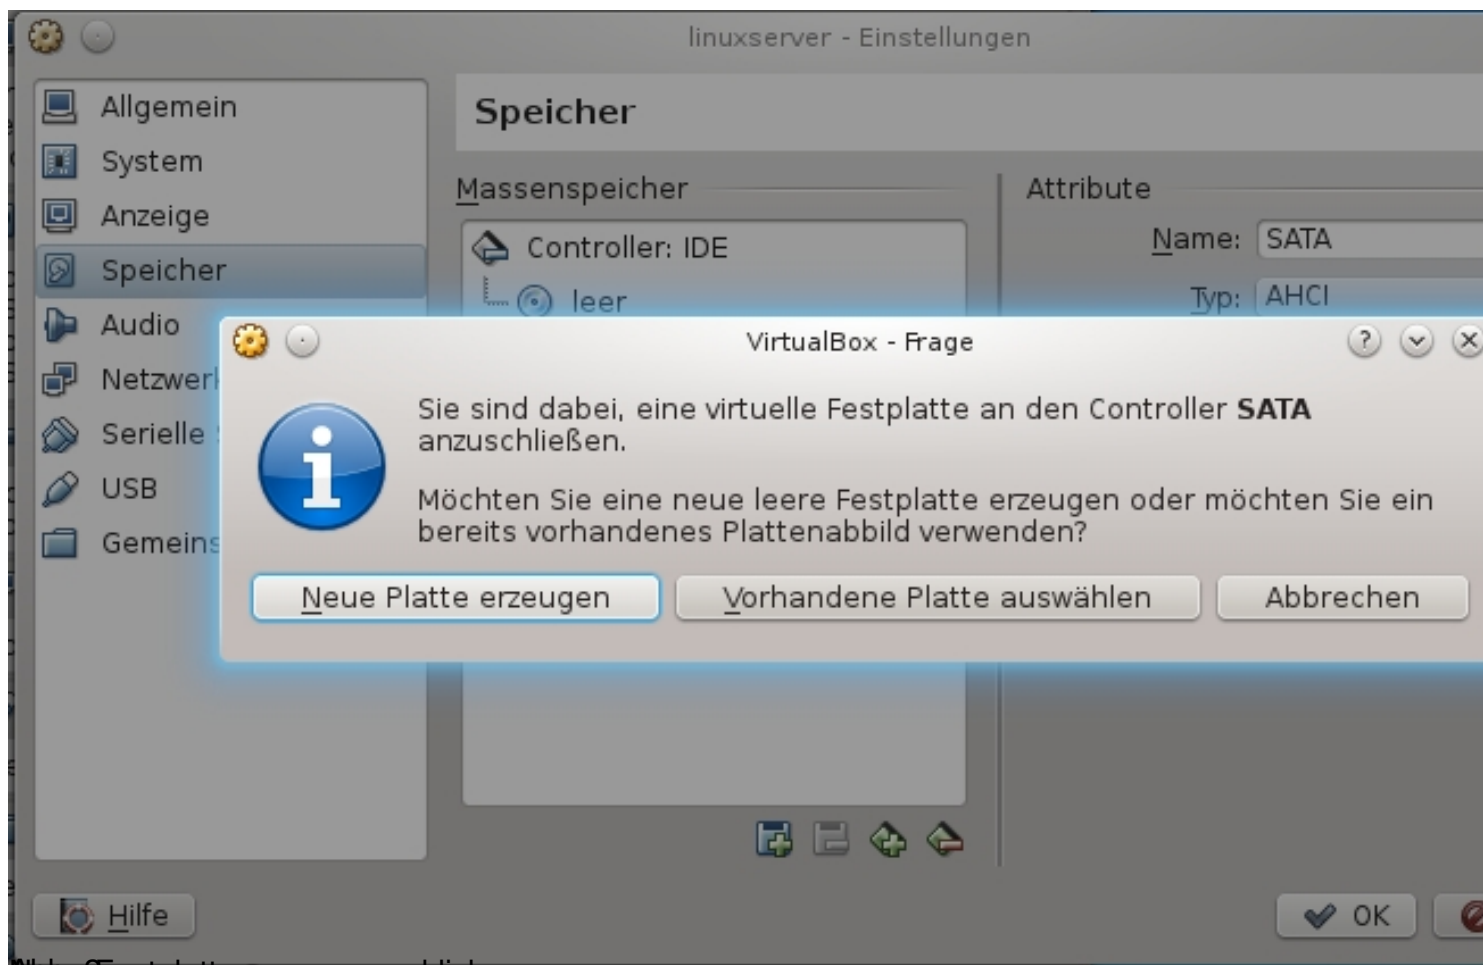 linuxserver - Einstellungen
Allgemein
System
Anzeige
Speicher
Audio
Serielle
USB
Speicher
Massenspeicher
Controller: IDE
leer
Attribute
Name: SATA
Typ: AHCI
VirtualBox - Frage
Sie sind dabei, eine virtuelle Festplatte an den Controller SATA
anzuschließen.
Möchten Sie eine neue leere Festplatte erzeugen oder möchten Sie ein
bereits vorhandenes Plattenabbild verwenden?
Neue Platte erzeugen
Vorhandene Platte auswählen
Abbrechen
Hilfe
OK